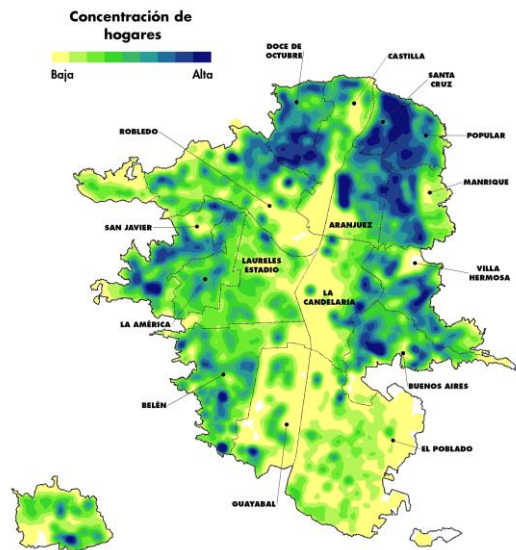 Concentración de
hogares
Baja
Alta
DOCE DE
OCTUBRE
CASTILLA
SANTA
CRUZ
ROBLEDO
POPULAR
MANRIQUE
SAN JAVIER
ARANJUEZ
LAURELES
ESTADIO
VILLA
HERMOSA
LA
CANDELARIA
LA AMÉRICA
BUENOS AIRES
BELÉN
EL POBLADO
GUAYABAL